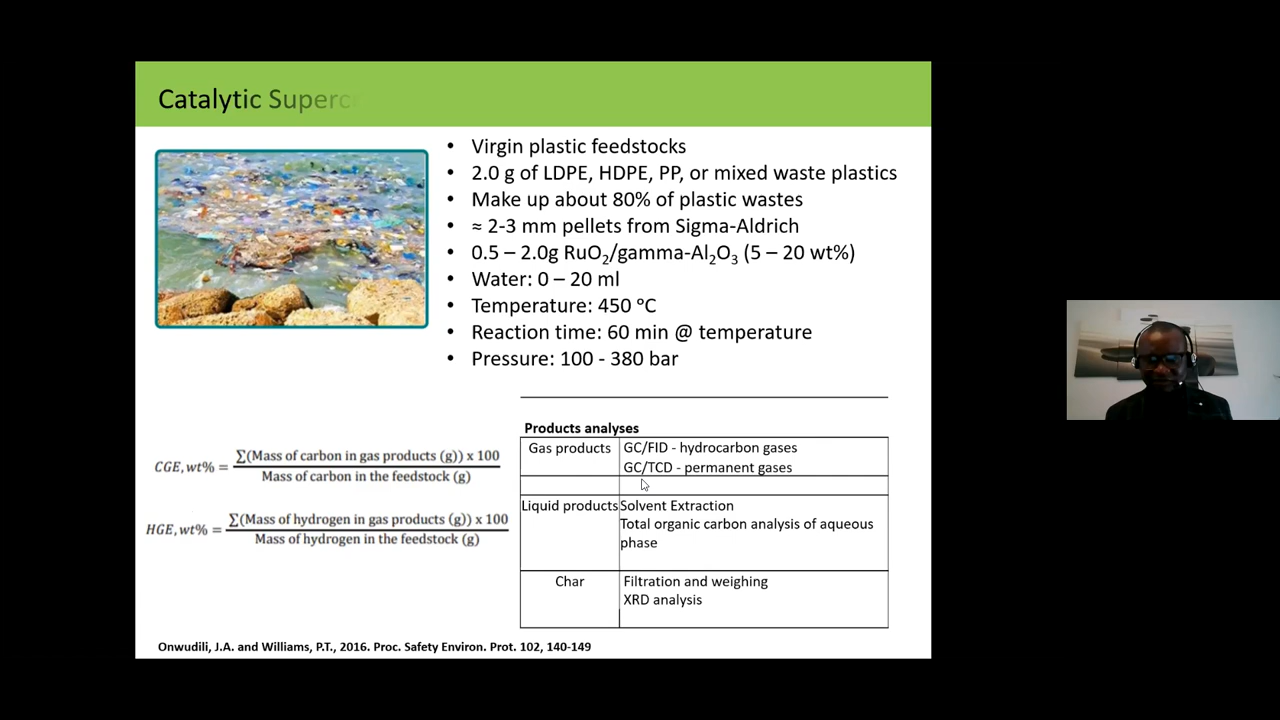 Catalytic Superc
• Virgin plastic feedstocks
• 2.0 g of LDPE, HDPE, PP, or mixed waste plastics
• Make up about 80% of plastic wastes
• ≈ 2-3 mm pellets from Sigma-Aldrich
• 0.5 – 2.0g RuO₂/gamma-Al₂O₃ (5 – 20 wt%)
• Water: 0 – 20 ml
• Temperature: 450 °C
• Reaction time: 60 min @ temperature
• Pressure: 100 - 380 bar
CGE, wt% = ∑(Mass of carbon in gas products (g)) x 100
Mass of carbon in the feedstock (g)
HGE, wt% = ∑(Mass of hydrogen in gas products (g)) x 100
Mass of hydrogen in the feedstock (g)
Products analyses
Gas products GC/FID - hydrocarbon gases
GC/TCD - permanent gases
Liquid products Solvent Extraction
Total organic carbon analysis of aqueous
phase
Char Filtration and weighing
XRD analysis
Onwudili, J.A. and Williams, P.T., 2016. Proc. Safety Environ. Prot. 102, 140-149